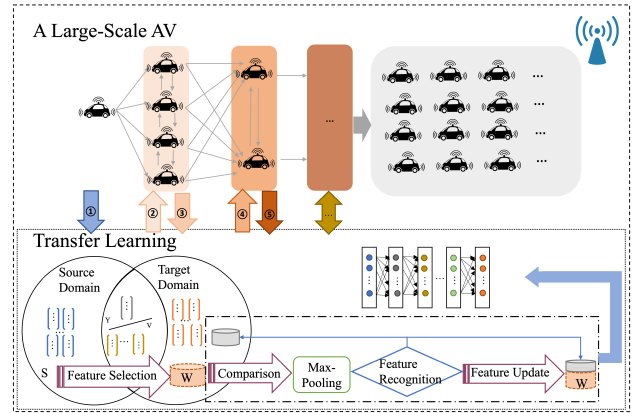 A Large-Scale AV
...
...
...
...
...
①
②
③
④
⑤
...
Transfer Learning
Source
Domain
Target
Domain
...
Y
V
...
S
Feature Selection
W
Comparison
Max-
Pooling
Feature
Recognition
Feature Update
W